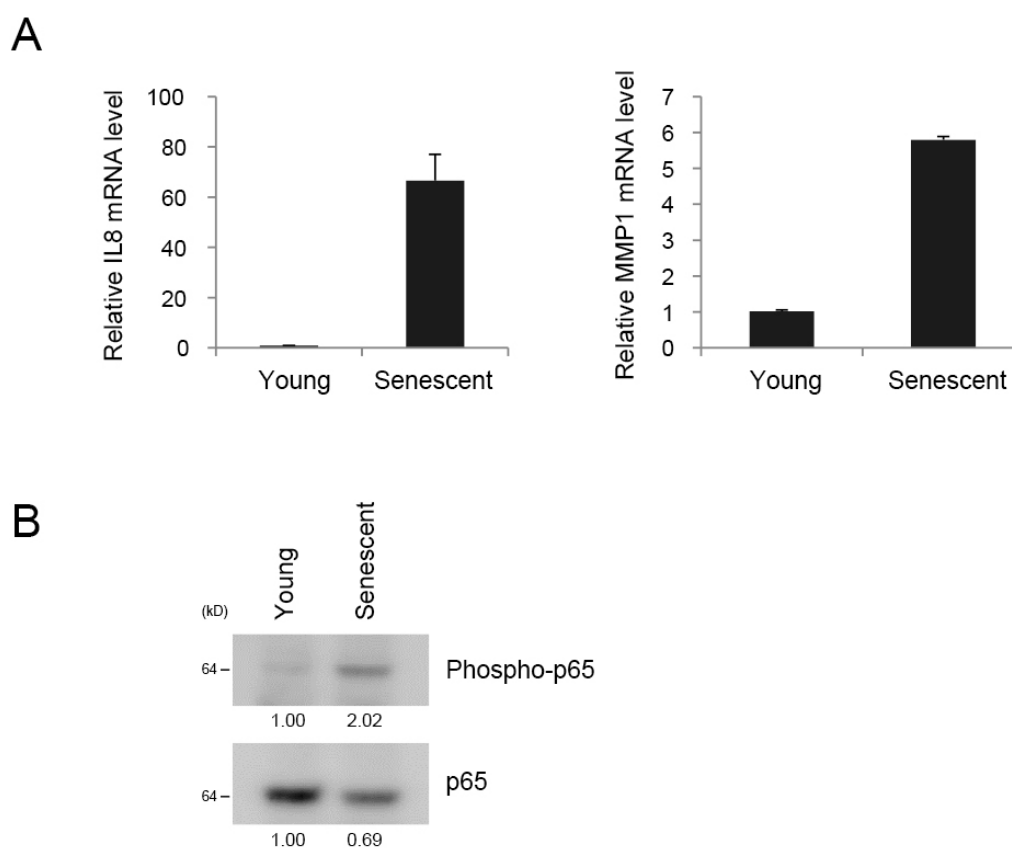 A
Relative IL8 mRNA level
100
80
60
40
20
0
Young
Senescent
Relative MMP1 mRNA level
7
6
5
4
3
2
1
0
Young
Senescent
B
Young
Senescent
(kD)
64
Phospho-p65
1.00 2.02
64
p65
1.00 0.69